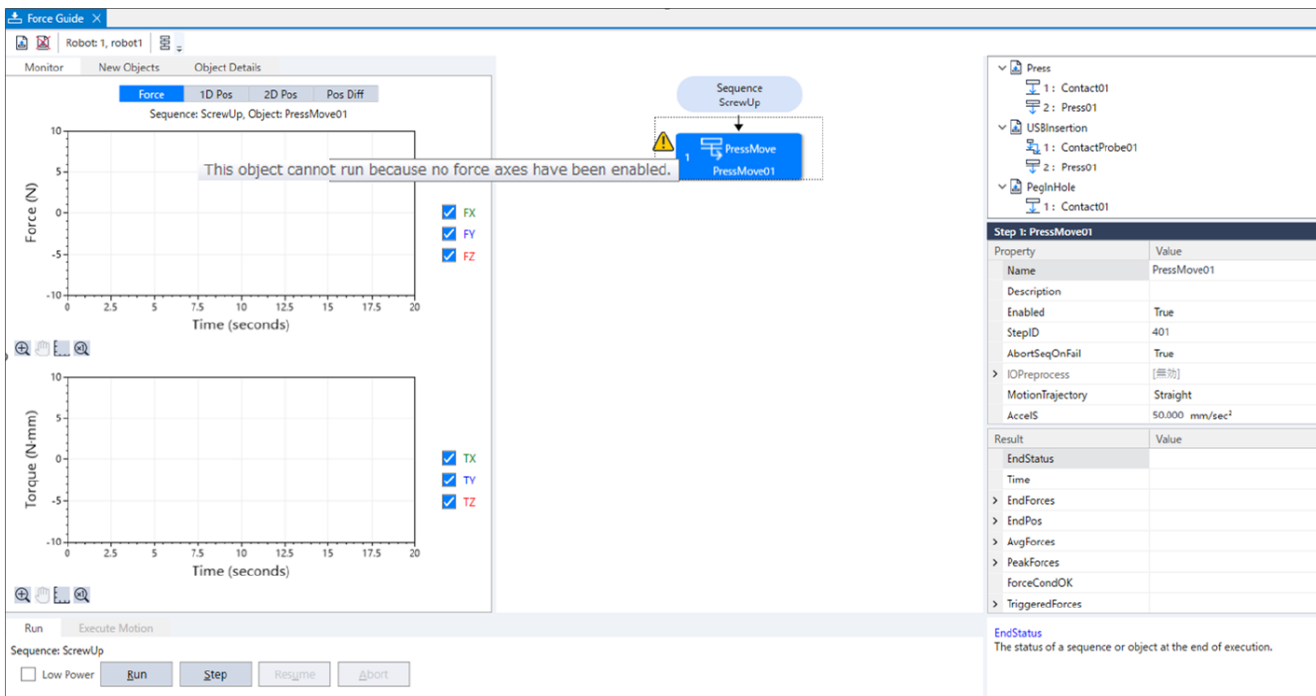 Force Guide
Robot: 1, robot1
Monitor New Objects Object Details
Force 1D Pos 2D Pos Pos Diff
Sequence: ScrewUp, Object: PressMove01
Force (N)
10
5
0
-5
-10
0 2.5 5 7.5 10 12.5 15 17.5 20
Time (seconds)
FX
FY
FZ
Torque (N·mm)
10
5
0
-5
-10
0 2.5 5 7.5 10 12.5 15 17.5 20
Time (seconds)
TX
TY
TZ
Sequence
ScrewUp
1 PressMove
PressMove01
This object cannot run because no force axes have been enabled.
Press
1 : Contact01
2 : Press01
USBInsertion
1 : ContactProbe01
2 : Press01
PegInHole
1 : Contact01
Step 1: PressMove01
Property Value
Name PressMove01
Description
Enabled True
StepID 401
AbortSeqOnFail True
IOPreprocess [無効]
MotionTrajectory Straight
AccelS 50.000 mm/sec²
Result Value
EndStatus
Time
EndForces
EndPos
AvgForces
PeakForces
ForceCondOK
TriggeredForces
EndStatus
The status of a sequence or object at the end of execution.
Run Execute Motion
Sequence: ScrewUp
Low Power Run Step Resume Abort